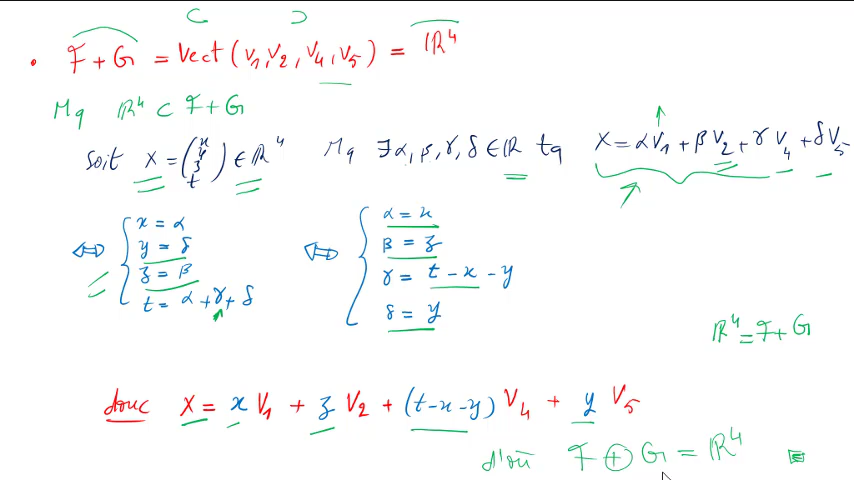 • F + G = Vect (V1, V2, V4, V5) = ℝ⁴
Mq ℝ⁴ ⊂ F + G
soit X = (x y z t) ∈ ℝ⁴ Mq ∃ α, β, γ, δ ∈ ℝ tq X = αV1 + βV2 + γV4 + δV5
⇔ { x = α ⇔ { α = x
y = δ β = z
z = β γ = t - x - y
t = α + γ + δ δ = y
ℝ⁴ = F + G
donc X = x V1 + z V2 + (t-x-y) V4 + y V5
d'où F ⊕ G = ℝ⁴